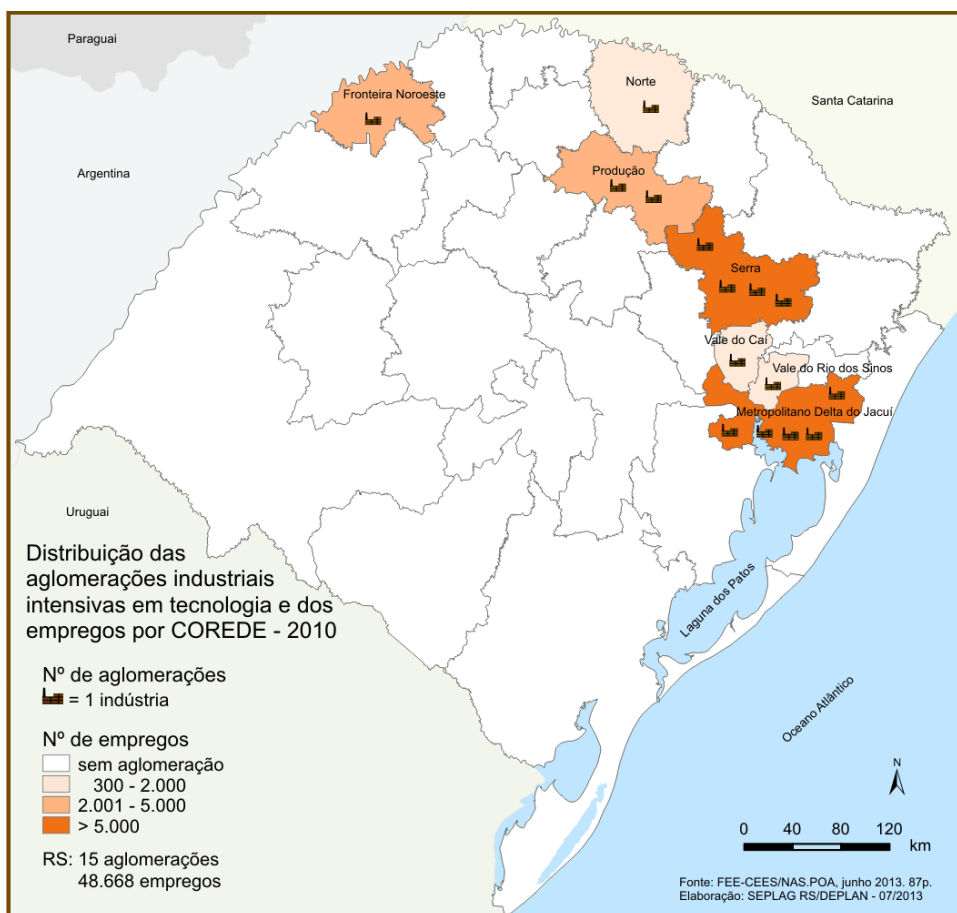 Paraguai
Norte
Fronteira Noroeste
Santa Catarina
Argentina
Produção
Serra
Vale do Caí
Vale do Rio dos Sinos
Metropolitano Delta do Jacuí
Uruguai
Laguna dos Patos
Oceano Atlântico
Distribuição das
aglomerações industriais
intensivas em tecnologia e dos
empregos por COREDE - 2010
Nº de aglomerações
= 1 indústria
Nº de empregos
sem aglomeração
300 - 2.000
2.001 - 5.000
> 5.000
RS: 15 aglomerações
48.668 empregos
N
0 40 80 120
km
Fonte: FEE-CEES/NAS.POA, junho 2013. 87p.
Elaboração: SEPLAG RS/DEPLAN - 07/2013